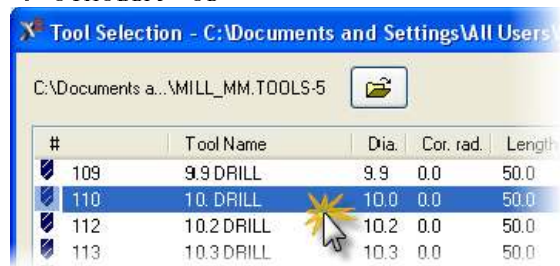 Tool Selection - C:\Documents and Settings\All Users\
C:\Documents a...\MILL_MM.TOOLS-5
# Tool Name Dia. Cor. rad. Length
109 9.9 DRILL 9.9 0.0 50.0
110 10. DRILL 10.0 0.0 50.0
112 10.2 DRILL 10.2 0.0 50.0
113 10.3 DRILL 10.3 0.0 50.0